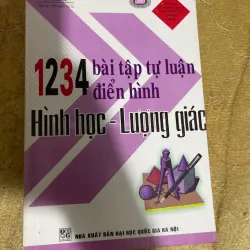 1234 bài tập tự luận
điển hình
Hình học - Lượng giác
NHÀ XUẤT BẢN ĐẠI HỌC QUỐC GIA HÀ NỘI